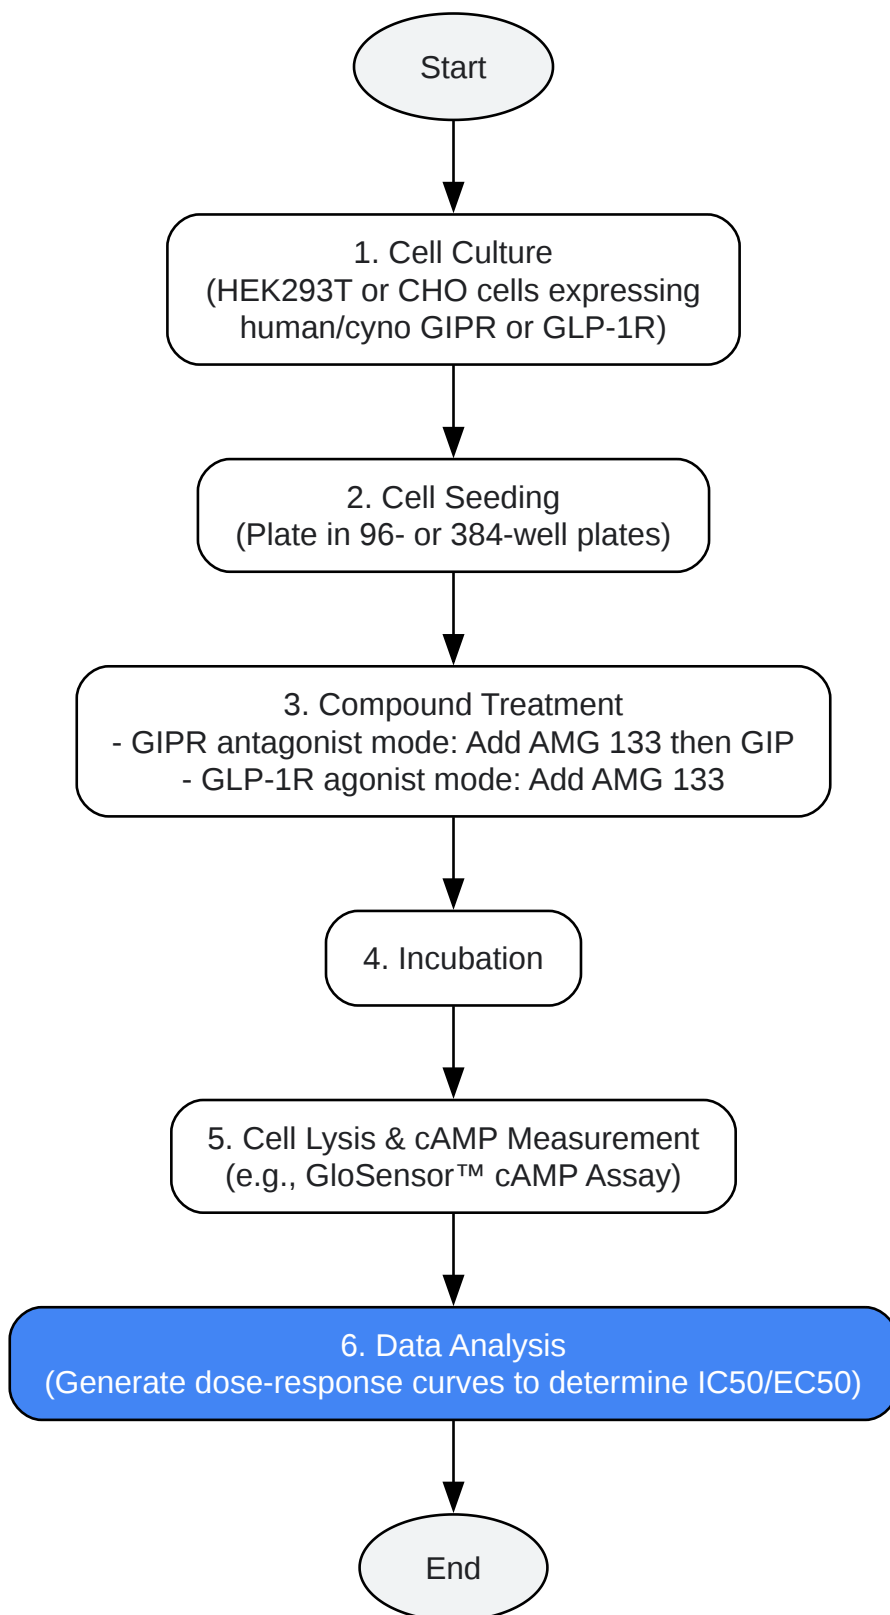 Start
1. Cell Culture
(HEK293T or CHO cells expressing
human/cyno GIPR or GLP-1R)
2. Cell Seeding
(Plate in 96- or 384-well plates)
3. Compound Treatment
- GIPR antagonist mode: Add AMG 133 then GIP
- GLP-1R agonist mode: Add AMG 133
4. Incubation
5. Cell Lysis & cAMP Measurement
(e.g., GloSensor™ cAMP Assay)
6. Data Analysis
(Generate dose-response curves to determine IC50/EC50)
End